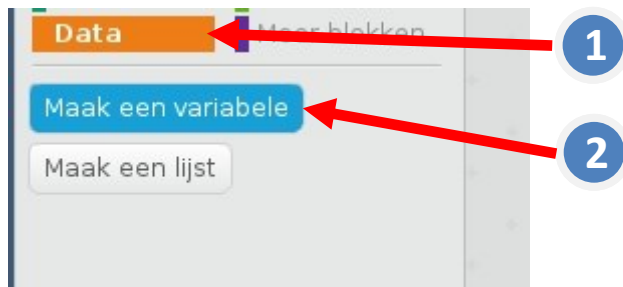 Data Meer blokken 1
Maak een variabele
Maak een lijst 2